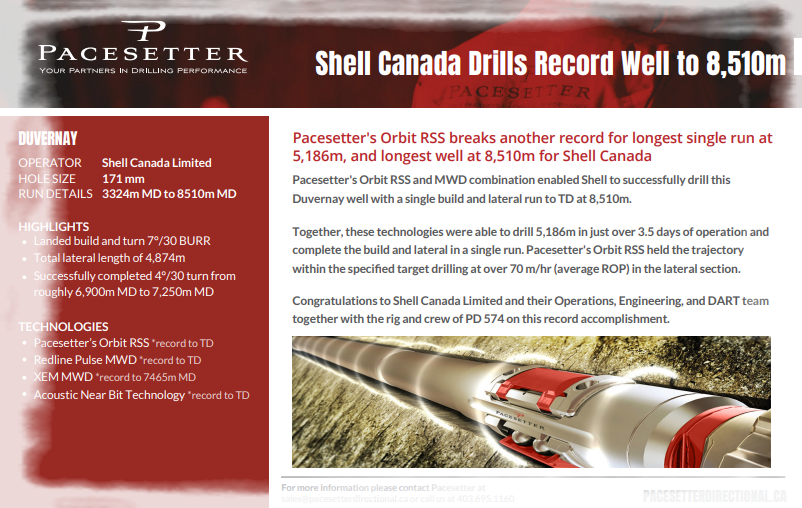 PACESETTER
YOUR PARTNERS IN DRILLING PERFORMANCE
Shell Canada Drills Record Well to 8,510m
PACESETTER
DUVERNAY
OPERATOR Shell Canada Limited
HOLE SIZE 171 mm
RUN DETAILS 3324m MD to 8510m MD
HIGHLIGHTS
• Landed build and turn 7°/30 BURR
• Total lateral length of 4,874m
• Successfully completed 4°/30 turn from
roughly 6,900m MD to 7,250m MD
TECHNOLOGIES
• Pacesetter's Orbit RSS *record to TD
• Redline Pulse MWD *record to TD
• XEM MWD *record to 7465m MD
• Acoustic Near Bit Technology *record to TD
Pacesetter's Orbit RSS breaks another record for longest single run at
5,186m, and longest well at 8,510m for Shell Canada
Pacesetter's Orbit RSS and MWD combination enabled Shell to successfully drill this
Duvernay well with a single build and lateral run to TD at 8,510m.
Together, these technologies were able to drill 5,186m in just over 3.5 days of operation and
complete the build and lateral in a single run. Pacesetter's Orbit RSS held the trajectory
within the specified target drilling at over 70 m/hr (average ROP) in the lateral section.
Congratulations to Shell Canada Limited and their Operations, Engineering, and DART team
together with the rig and crew of PD 574 on this record accomplishment.
PACESETTER
For more information please contact Pacesetter at
sales@pacesetterdirectional.ca or call us at 403.695.1160
PACESETTERDIRECTIONAL.CA